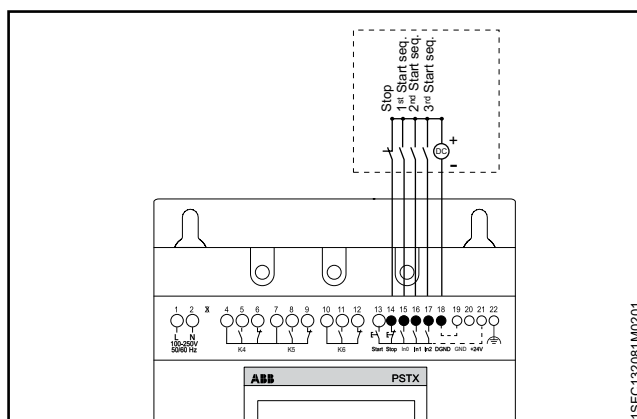 Stop
1st Start seq.
2nd Start seq.
3rd Start seq.
+
DC
-
1 2 4 5 6 7 8 9 10 11 12 13 14 15 16 17 18 19 20 21 22
L N
100-250V
50/60 Hz
K4 K5 K6
Start Stop In0 In1 In2 DGND GND +24V
ABB PSTX
1SFC132081M0201